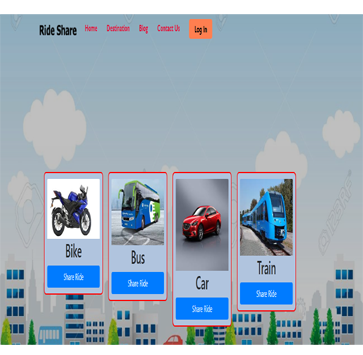 Ride Share
Home
Destination
Blog
Contact Us
Log In
Bike
Share Ride
Bus
Share Ride
Car
Share Ride
Train
Share Ride